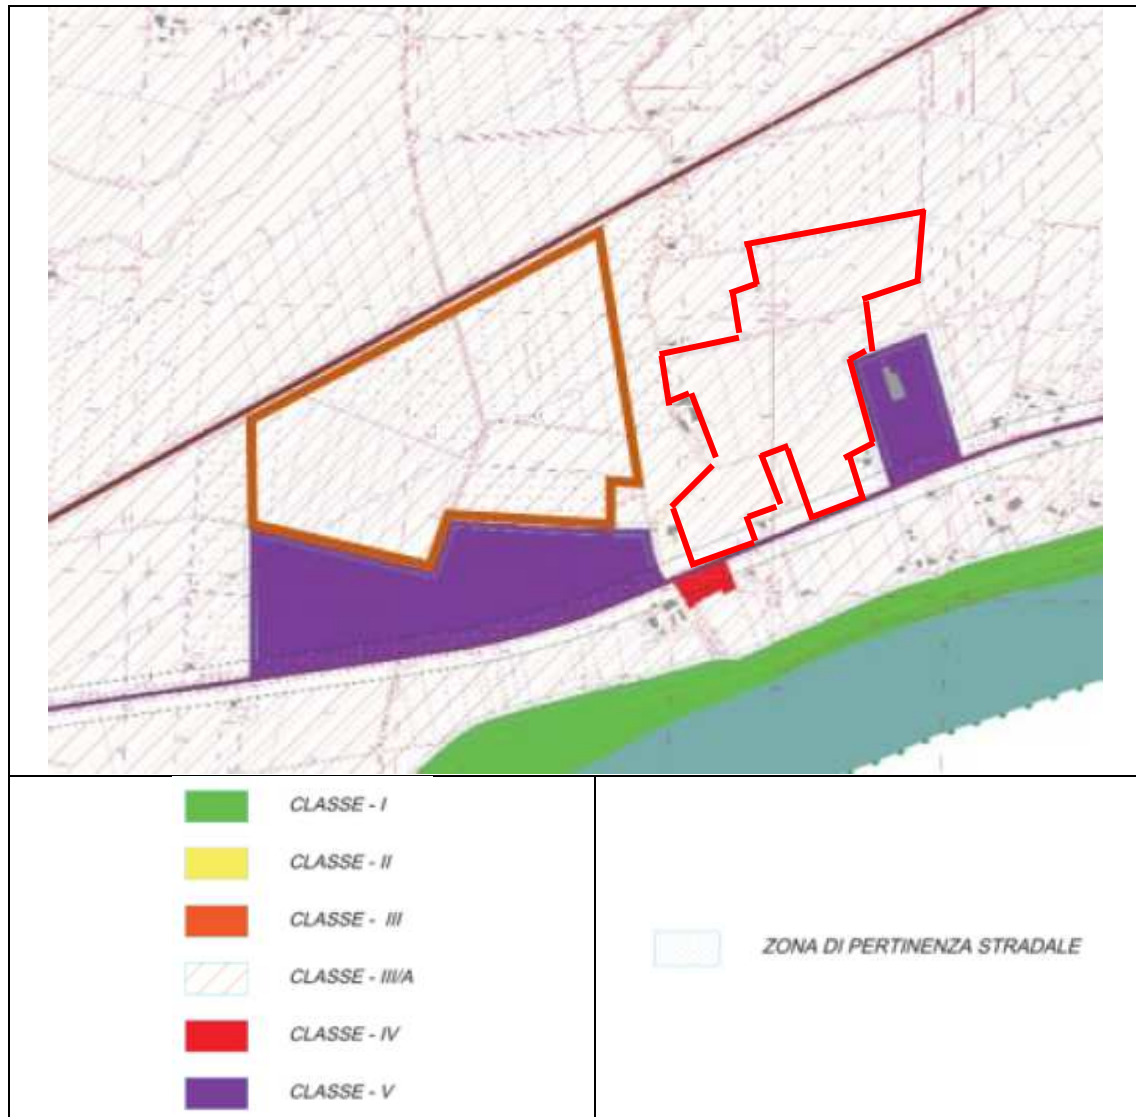 CLASSE - I
CLASSE - II
CLASSE - III
CLASSE - III/A
CLASSE - IV
CLASSE - V
ZONA DI PERTINENZA STRADALE